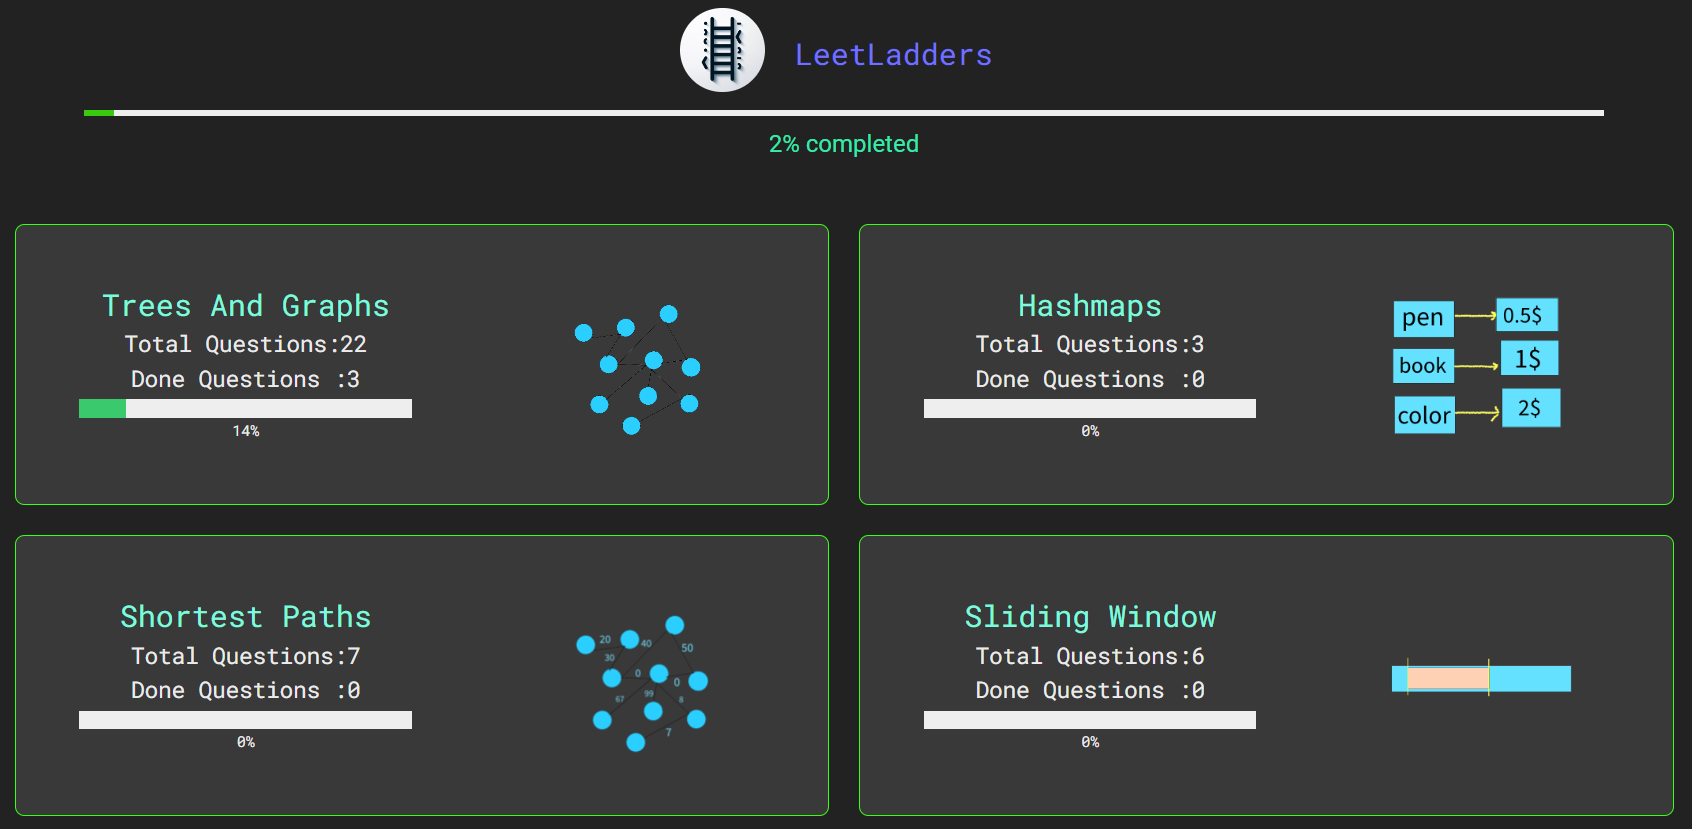 LeetLadders
2% completed
Trees And Graphs
Total Questions:22
Done Questions :3
14%
Hashmaps
Total Questions:3
Done Questions :0
0%
pen 0.5$
book 1$
color 2$
Shortest Paths
Total Questions:7
Done Questions :0
0%
20
40
50
30
0
0
67
99
8
7
Sliding Window
Total Questions:6
Done Questions :0
0%